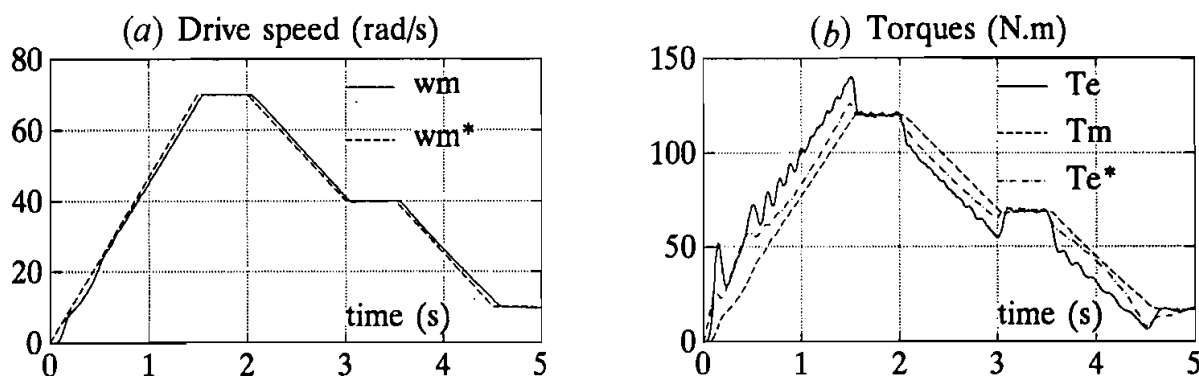 (a) Drive speed (rad/s)
80
60
40
20
0
wm
wm*
time (s)
0 1 2 3 4 5
(b) Torques (N.m)
150
100
50
0
Te
Tm
Te*
time (s)
0 1 2 3 4 5